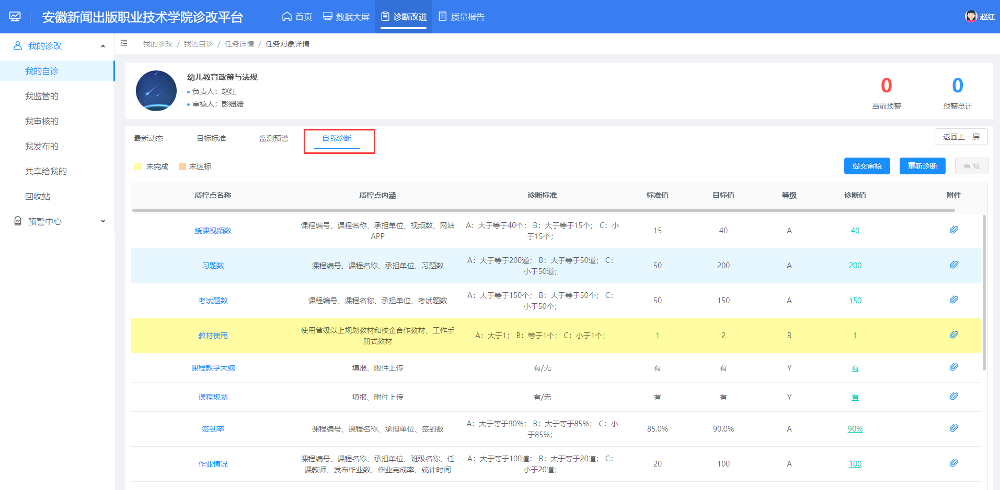 安徽新闻出版职业技术学院诊改平台
首页
数据大屏
诊断改进
质量报告
赵红
我的诊改
我的自诊
我监管的
我审核的
我发布的
共享给我的
回收站
预警中心
我的诊改 / 我的自诊 / 任务详情 / 任务对象详情
幼儿教育政策与法规
负责人：赵红
审核人：彭姗姗
0
当前预警
0
预警总计
最新动态
目标标准
监测预警
自我诊断
返回上一层
未完成
未达标
提交审核
重新诊断
审 核
质控点名称 质控点内涵 诊断标准 标准值 目标值 等级 诊断值 附件
授课视频数
课程编号、课程名称、承担单位、视频数、网站
APP
A：大于等于40个； B：大于等于15个； C：小
于15个；
15 40 A 40
习题数
课程编号、课程名称、承担单位、习题数
A：大于等于200道； B：大于等于50道； C：
小于50道；
50 200 A 200
考试题数
课程编号、课程名称、承担单位、考试题数
A：大于等于150个； B：大于等于50个； C：
小于50个；
50 150 A 150
教材使用
使用省级以上规划教材和校企合作教材、工作手
册式教材
A：大于1； B：等于1个； C：小于1个；
1 2 B 1
课程教学大纲 填报、附件上传 有/无 有 有 Y 有
课程规划 填报、附件上传 有/无 有 有 Y 有
签到率
课程编号、课程名称、承担单位、签到数
A：大于等于90%； B：大于等于85%； C：小
于85%；
85.0% 90.0% A 90%
作业情况
课程编号、课程名称、承担单位、班级名称、任
课教师、发布作业数、作业完成率、统计时间
A：大于等于100道； B：大于等于20道； C：
小于20道；
20 100 A 100